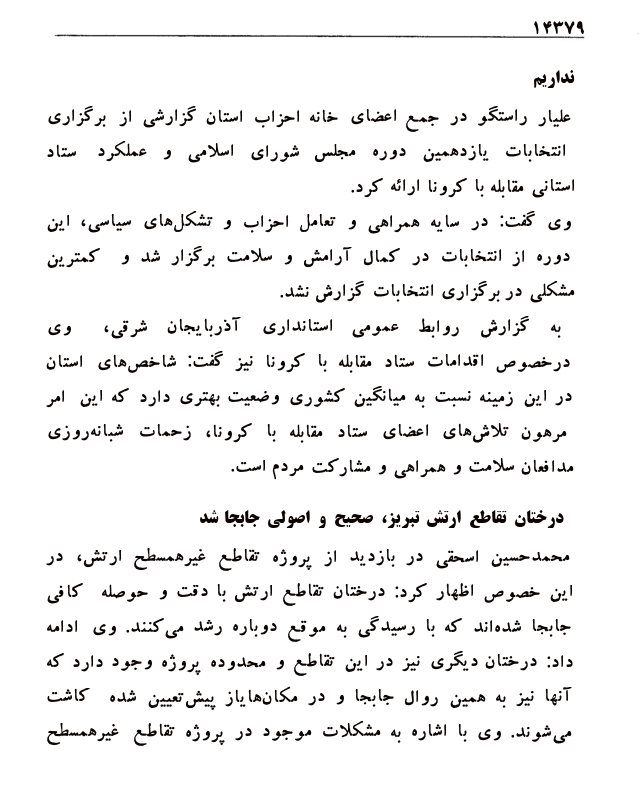 ۱۴۳۷۹
نداریم
علیار راستگو در جمع اعضای خانه احزاب استان گزارشی از برگزاری
انتخابات یازدهمین دوره مجلس شورای اسلامی و عملکرد ستاد
استانی مقابله با کرونا ارائه کرد.
وی گفت: در سایه همراهی و تعامل احزاب و تشکل‌های سیاسی، این
دوره از انتخابات در کمال آرامش و سلامت برگزار شد و کمترین
مشکلی در برگزاری انتخابات گزارش نشد.
به گزارش روابط عمومی استانداری آذربایجان شرقی، وی
درخصوص اقدامات ستاد مقابله با کرونا نیز گفت: شاخص‌های استان
در این زمینه نسبت به میانگین کشوری وضعیت بهتری دارد که این امر
مرهون تلاش‌های اعضای ستاد مقابله با کرونا، زحمات شبانه‌روزی
مدافعان سلامت و همراهی و مشارکت مردم است.
درختان تقاطع ارتش تبریز، صحیح و اصولی جابجا شد
محمدحسین اسحقی در بازدید از پروژه تقاطع غیرهمسطح ارتش، در
این خصوص اظهار کرد: درختان تقاطع ارتش با دقت و حوصله کافی
جابجا شده‌اند که با رسیدگی به موقع دوباره رشد می‌کنند. وی ادامه
داد: درختان دیگری نیز در این تقاطع و محدوده پروژه وجود دارد که
آنها نیز به همین روال جابجا و در مکان‌هایاز پیش‌تعیین شده کاشت
می‌شوند. وی با اشاره به مشکلات موجود در پروژه تقاطع غیرهمسطح